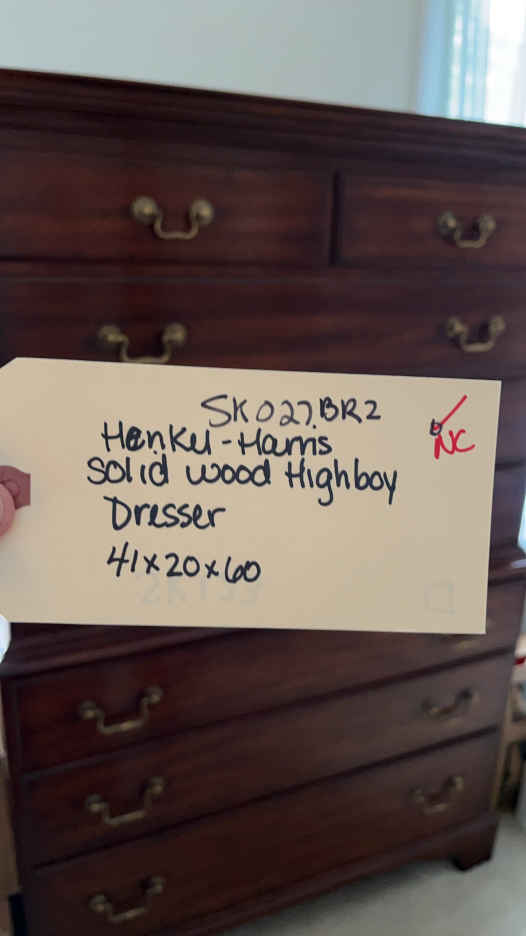 SK027.BR2
NC
Henkel-Harris
Solid wood Highboy
Dresser
41x20x60